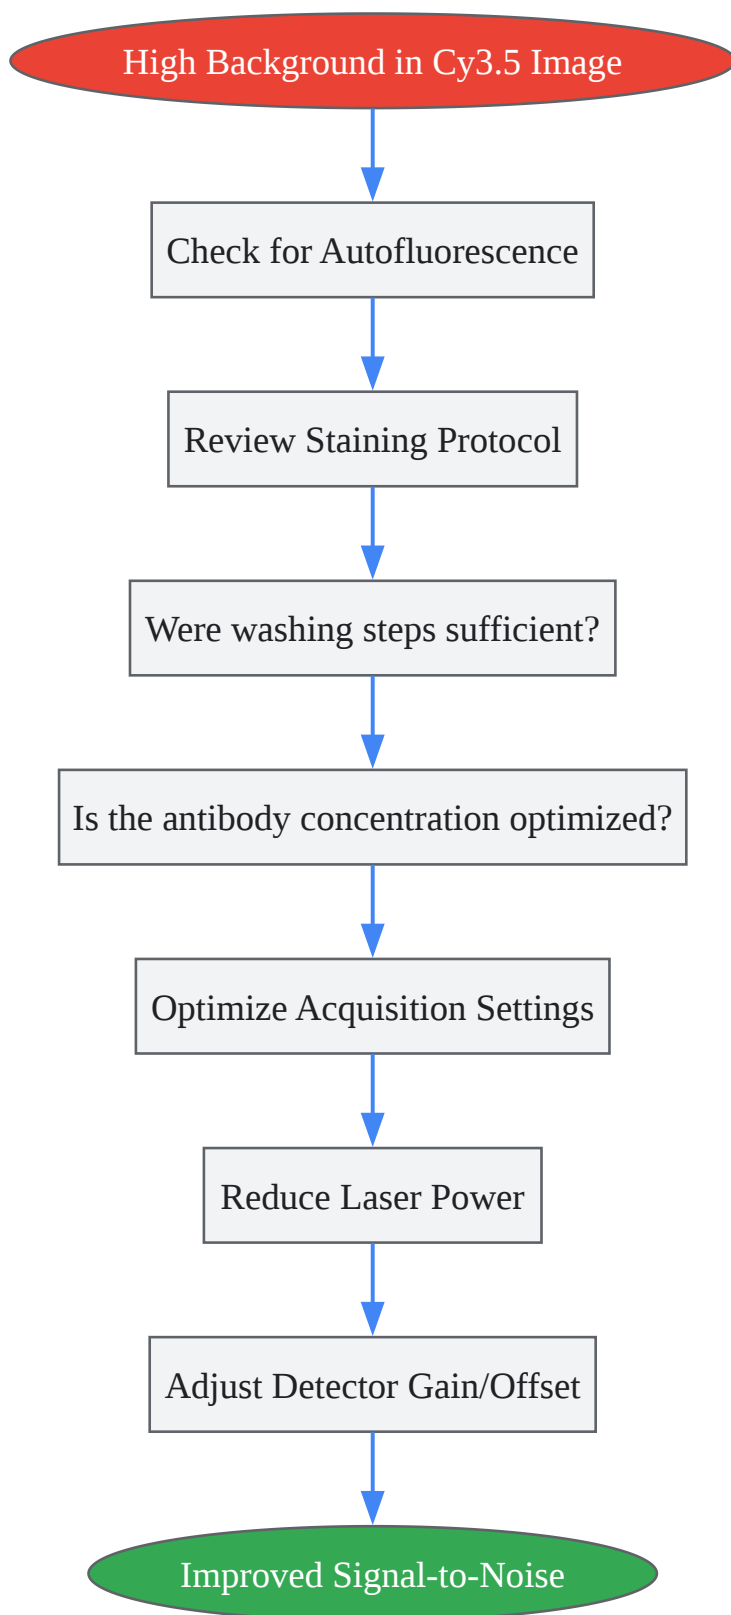 High Background in Cy3.5 Image
Check for Autofluorescence
Review Staining Protocol
Were washing steps sufficient?
Is the antibody concentration optimized?
Optimize Acquisition Settings
Reduce Laser Power
Adjust Detector Gain/Offset
Improved Signal-to-Noise